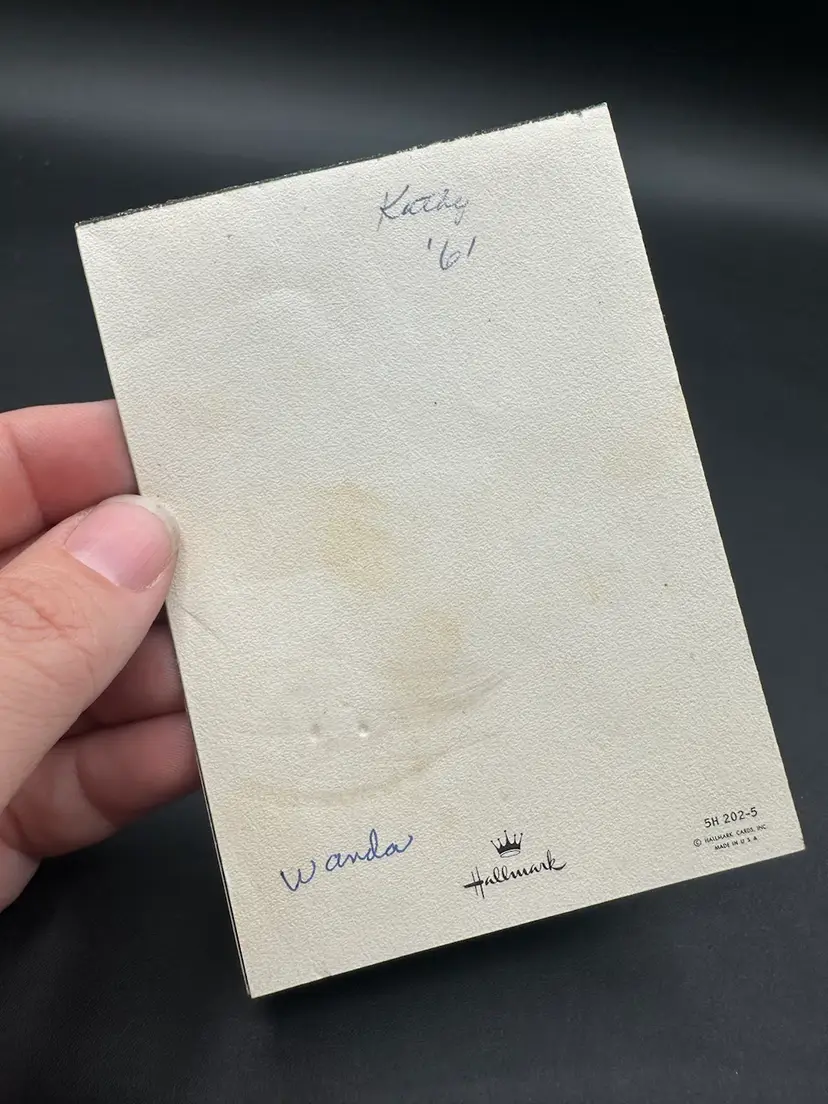 Kathy
'61
Wanda
Hallmark
5H 202-5
© HALLMARK CARDS, INC.
MADE IN U S A